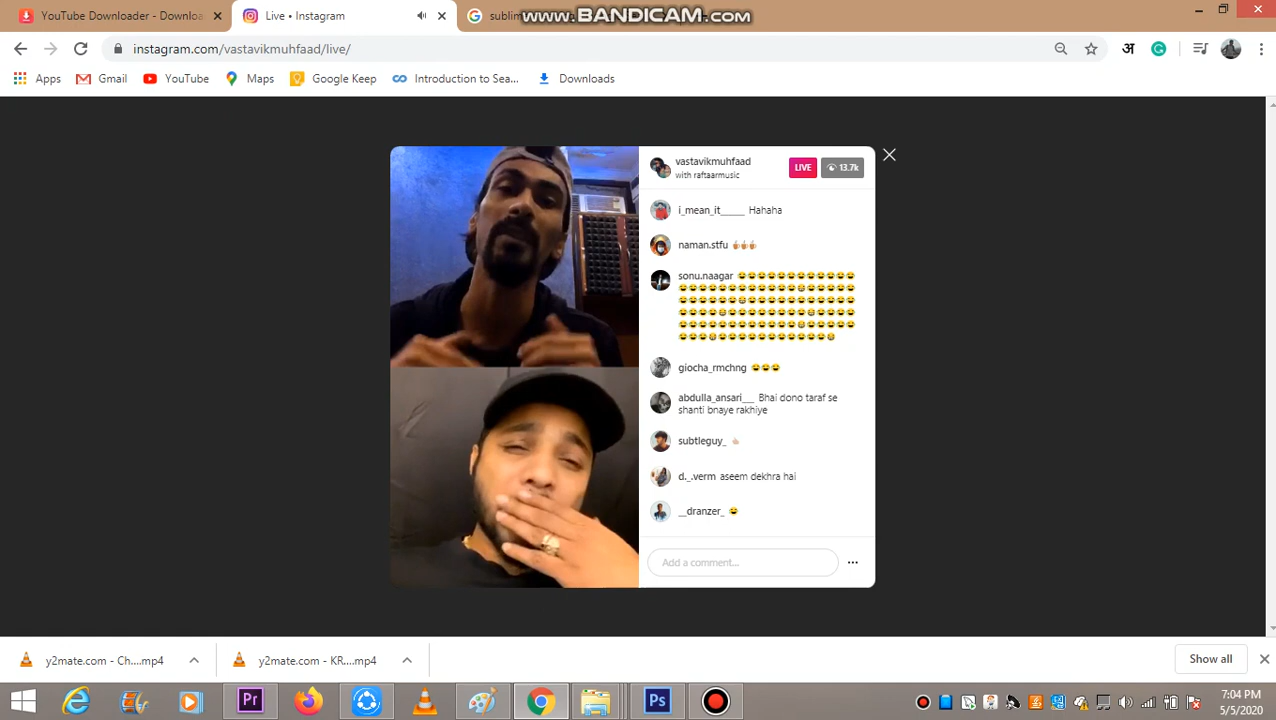 YouTube Downloader - Downloa
Live • Instagram
sublim
www.BANDICAM.com
instagram.com/vastavikmuhfaad/live/
अ
Apps
Gmail
YouTube
Maps
Google Keep
Introduction to Sea...
Downloads
vastavikmuhfaad
with raftaarmusic
LIVE
13.7k
i_mean_it_____ Hahaha
naman.stfu
sonu.naagar
giocha_rmchng
abdulla_ansari__ Bhai dono taraf se
shanti bnaye rakhiye
subtleguy_
d._.verm aseem dekhra hai
__dranzer_
Add a comment...
y2mate.com - Ch....mp4
y2mate.com - KR....mp4
Show all
Pr
Ps
7:04 PM
5/5/2020